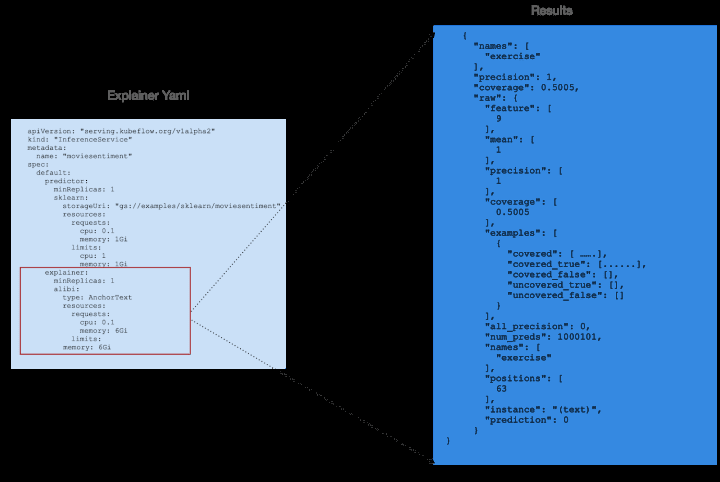 Explainer Yaml
apiVersion: "serving.kubeflow.org/v1alpha2"
kind: "InferenceService"
metadata:
name: "moviesentiment"
spec:
default:
predictor:
minReplicas: 1
sklearn:
storageUri: "gs://examples/sklearn/moviesentiment"
resources:
requests:
cpu: 0.1
memory: 1Gi
limits:
cpu: 1
memory: 1Gi
explainer:
minReplicas: 1
alibi:
type: AnchorText
resources:
requests:
cpu: 0.1
memory: 6Gi
limits:
memory: 6Gi
Results
{
"names": [
"exercise"
],
"precision": 1,
"coverage": 0.5005,
"raw": {
"feature": [
9
],
"mean": [
1
],
"precision": [
1
],
"coverage": [
0.5005
],
"examples": [
{
"covered": [ ……],
"covered_true": [......],
"covered_false": [],
"uncovered_true": [],
"uncovered_false": []
}
],
"all_precision": 0,
"num_preds": 1000101,
"names": [
"exercise"
],
"positions": [
63
],
"instance": "(text)",
"prediction": 0
}
}